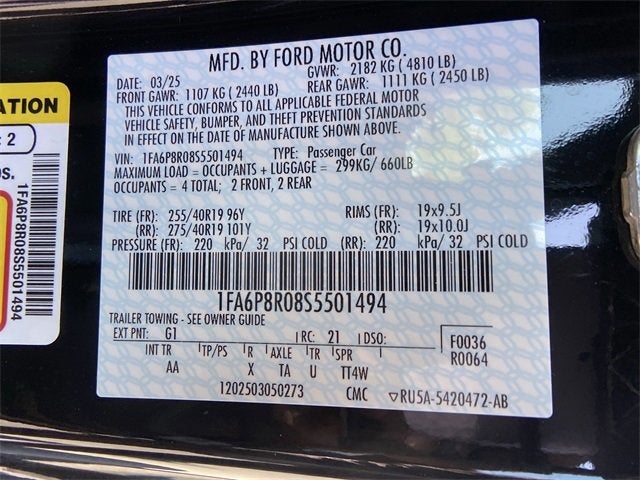 MFD. BY FORD MOTOR CO.
DATE: 03/25 GVWR: 2182 KG ( 4810 LB)
FRONT GAWR: 1107 KG ( 2440 LB) REAR GAWR: 1111 KG ( 2450 LB)
THIS VEHICLE CONFORMS TO ALL APPLICABLE FEDERAL MOTOR
VEHICLE SAFETY, BUMPER, AND THEFT PREVENTION STANDARDS
IN EFFECT ON THE DATE OF MANUFACTURE SHOWN ABOVE.
VIN: 1FA6P8R08S5501494 TYPE: Passenger Car
MAXIMUM LOAD = OCCUPANTS + LUGGAGE = 299KG/ 660LB
OCCUPANTS = 4 TOTAL; 2 FRONT, 2 REAR
TIRE (FR): 255/40R19 96Y RIMS (FR): 19x9.5J
(RR): 275/40R19 101Y (RR): 19x10.0J
PRESSURE (FR): 220 kPa/ 32 PSI COLD (RR): 220 kPa/ 32 PSI COLD
1FA6P8R08S5501494
TRAILER TOWING - SEE OWNER GUIDE
EXT PNT: G1 RC: 21 DSO: F0036
INT TR TP/PS R AXLE TR SPR R0064
AA X TA U TT4W
1202503050273 CMC ▽RU5A-5420472-AB
ATION
: 2
os.
1FA6P8R08S5501494